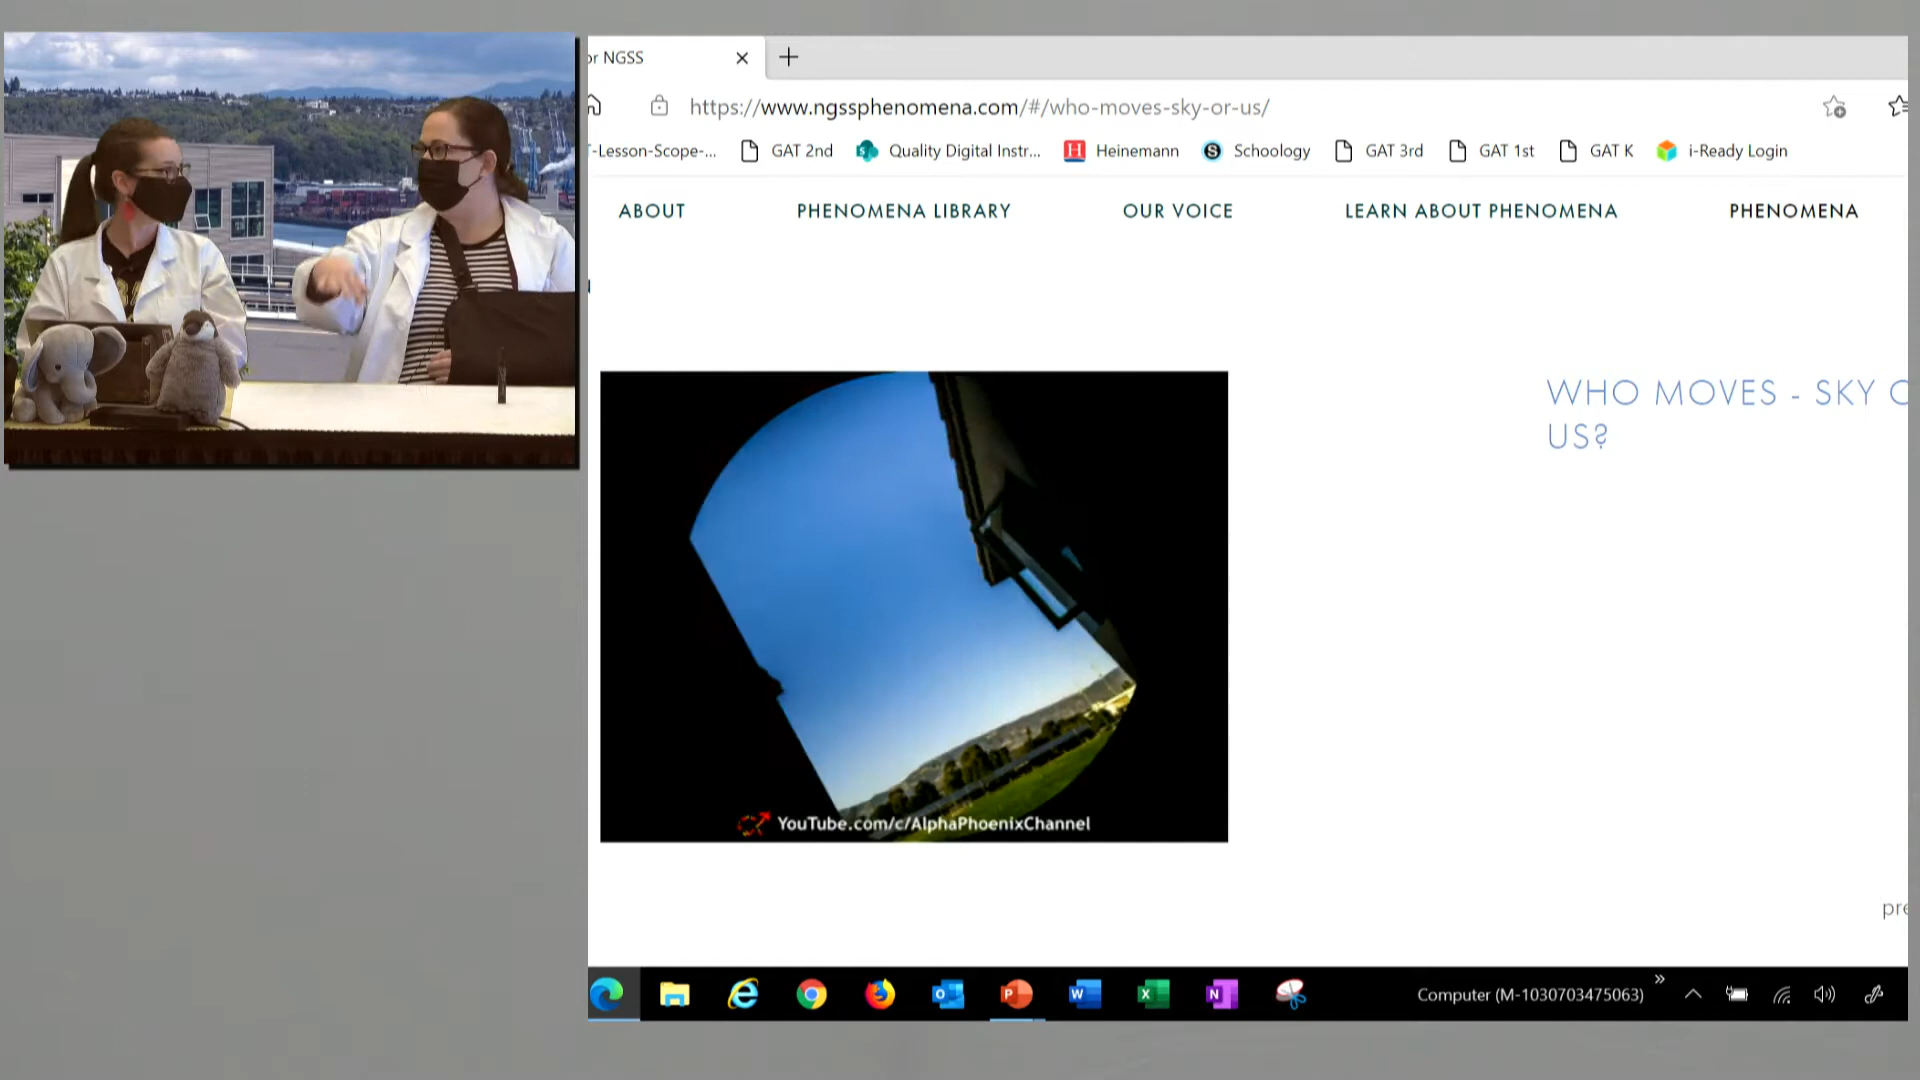 or NGSS
https://www.ngssphenomena.com/#/who-moves-sky-or-us/
T-Lesson-Scope-... GAT 2nd Quality Digital Instr... Heinemann Schoology GAT 3rd GAT 1st GAT K i-Ready Login
ABOUT PHENOMENA LIBRARY OUR VOICE LEARN ABOUT PHENOMENA PHENOMENA
WHO MOVES - SKY O
US?
YouTube.com/c/AlphaPhoenixChannel
pre
Computer (M-1030703475063)